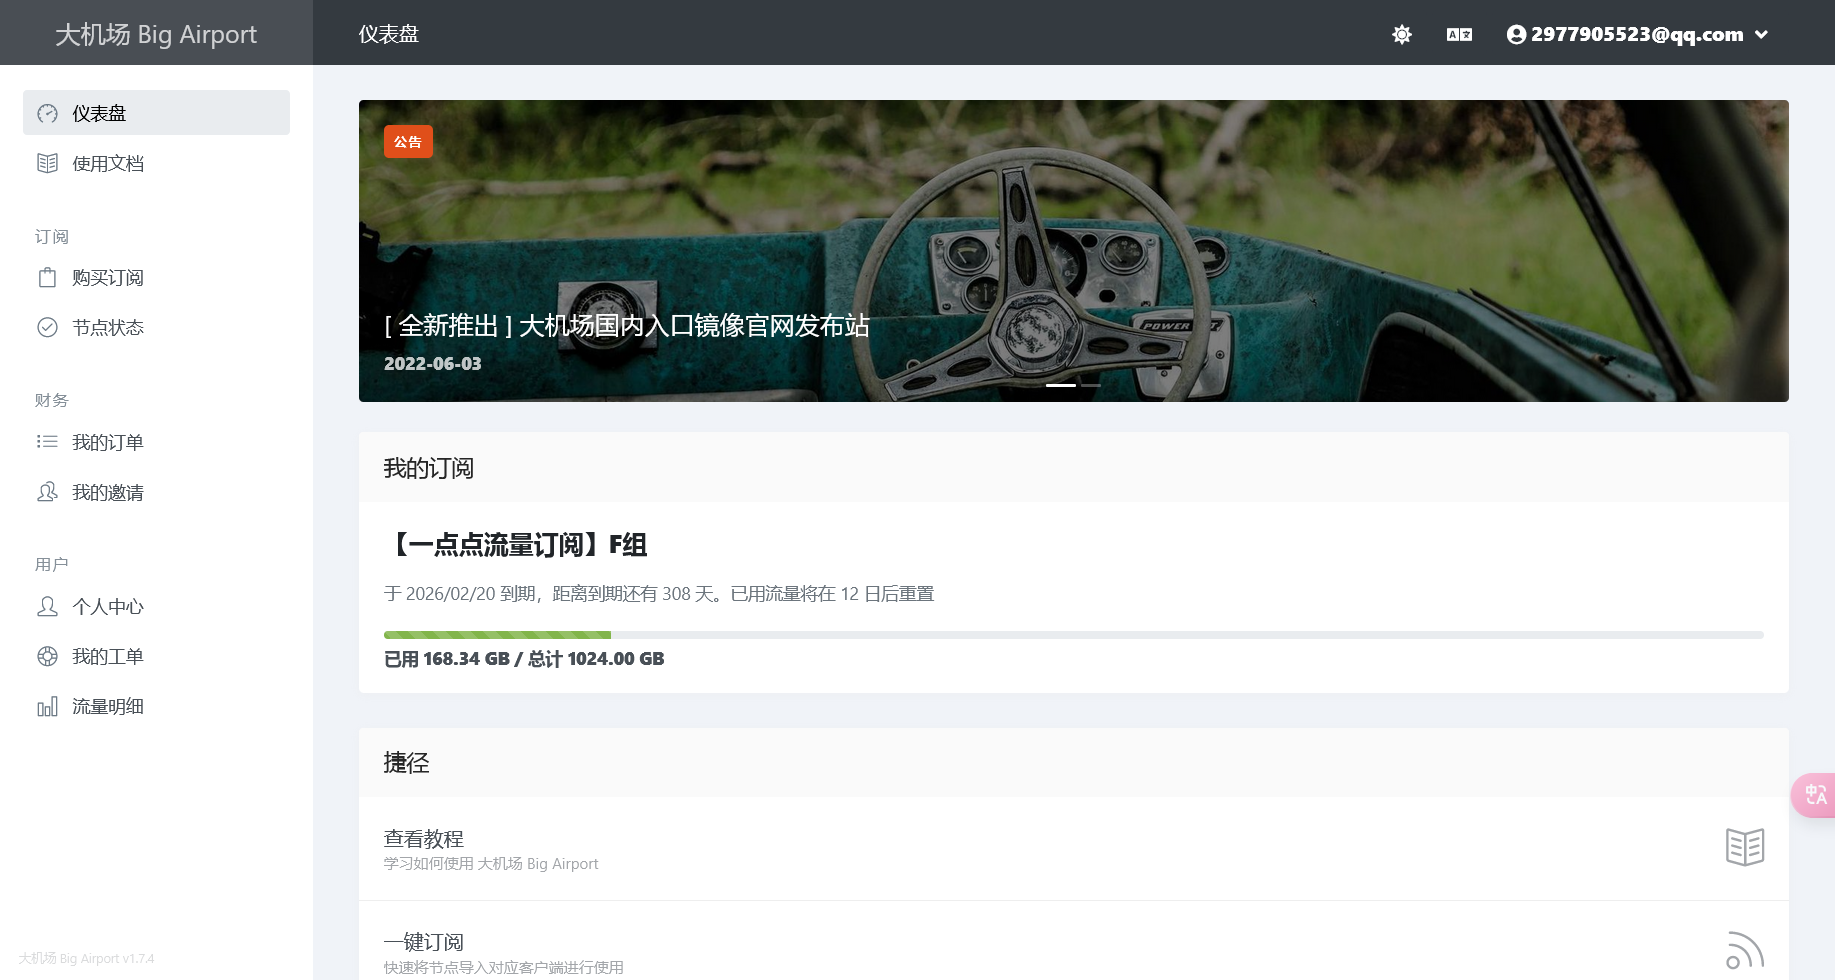 大机场 Big Airport
仪表盘
2977905523@qq.com
仪表盘
使用文档
订阅
购买订阅
节点状态
财务
我的订单
我的邀请
用户
个人中心
我的工单
流量明细
大机场 Big Airport v1.7.4
公告
POWER
[ 全新推出 ] 大机场国内入口镜像官网发布站
2022-06-03
我的订阅
【一点点流量订阅】F组
于 2026/02/20 到期，距离到期还有 308 天。已用流量将在 12 日后重置
已用 168.34 GB / 总计 1024.00 GB
捷径
查看教程
学习如何使用 大机场 Big Airport
一键订阅
快速将节点导入对应客户端进行使用